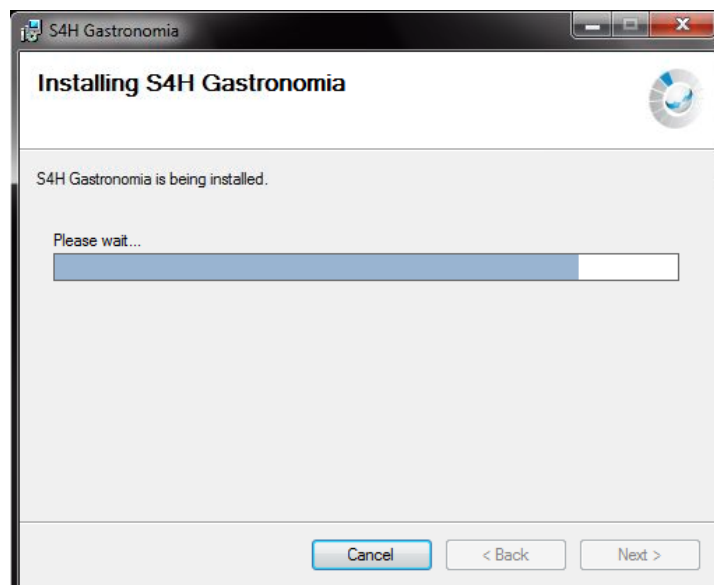 S4H Gastronomia
Installing S4H Gastronomia
S4H Gastronomia is being installed.
Please wait...
Cancel
< Back
Next >